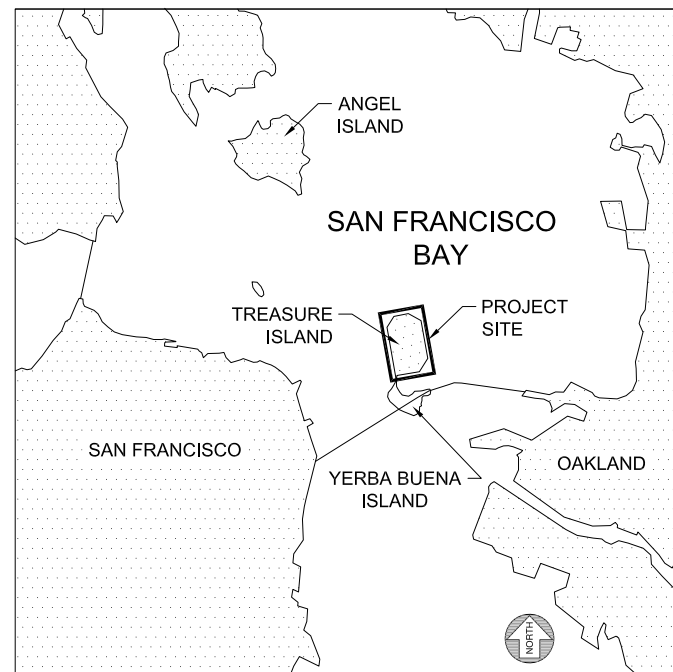 ANGEL
ISLAND
SAN FRANCISCO
BAY
TREASURE
ISLAND
PROJECT
SITE
SAN FRANCISCO
YERBA BUENA
ISLAND
OAKLAND
NORTH